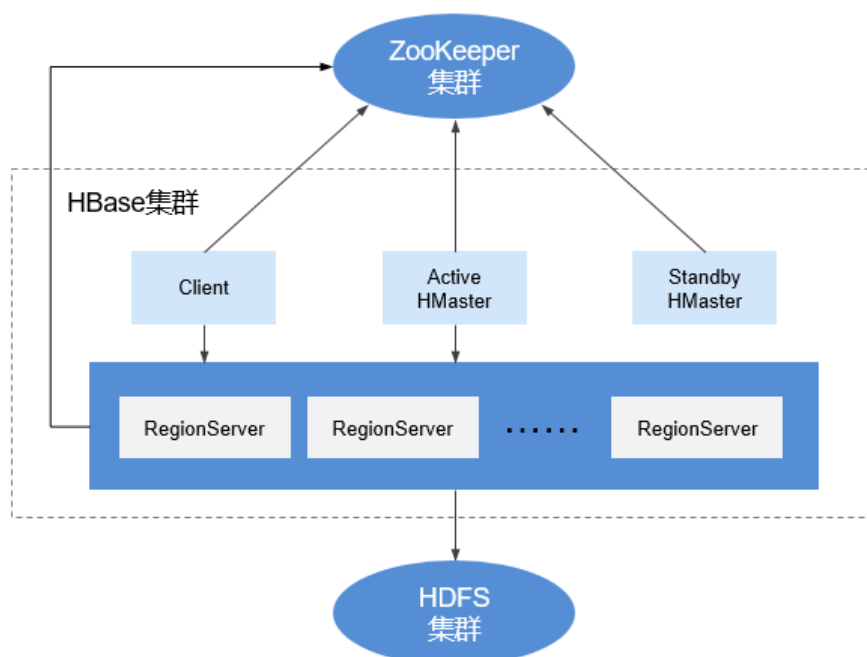 ZooKeeper
集群
HBase集群
Client
Active
HMaster
Standby
HMaster
RegionServer
RegionServer
······
RegionServer
HDFS
集群